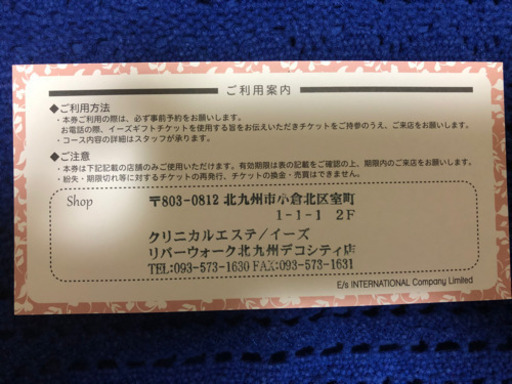 ご利用案内
◆ご利用方法
・本券ご利用の際は、必ず事前予約をお願いします。
お電話の際、イーズギフトチケットを使用する旨をお伝えいただきチケットをご持参のうえ、ご来店をお願いします。
・コース内容の詳細はスタッフが承ります。
◆ご注意
・本券は下記記載の店舗のみご使用いただけます。有効期限は表の記載をご確認の上、期限内のご来店をお願いします。
・紛失・期限切れ等に対するチケットの再発行、チケットの換金・売買はできません。
Shop
〒803-0812 北九州市小倉北区室町
1-1-1 2F
クリニカルエステ/イーズ
リバーウォーク北九州デコシティ店
TEL:093-573-1630 FAX:093-573-1631
E/s INTERNATIONAL Company Limited